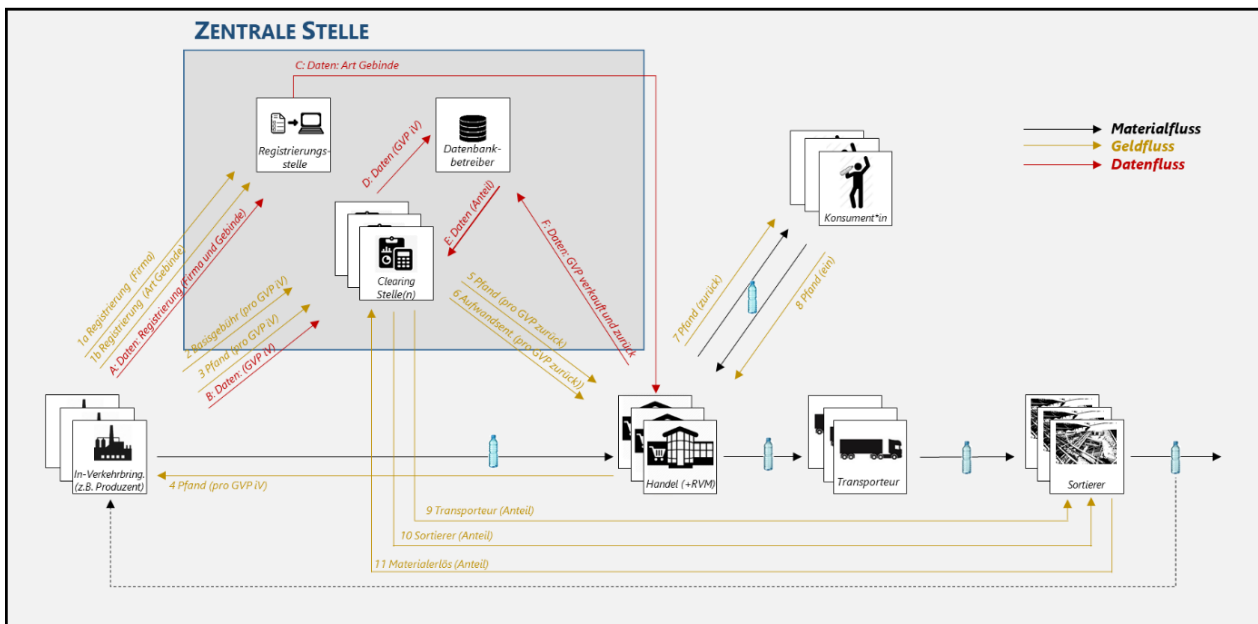 ZENTRALE STELLE
C: Daten: Art Gebinde
Registrierungs-
stelle
Datenbank-
betreiber
D: Daten (GVP iV)
E: Daten (Anteil)
Clearing
Stelle(n)
Konsument*in
Materialfluss
Geldfluss
Datenfluss
1a Registrierung (Firma)
1b Registrierung (Art Gebinde)
A: Daten: Registrierung (Firma und Gebinde)
2 Basisgebühr (pro GVP iV)
3 Pfand (pro GVP iV)
B: Daten: (GVP iV)
5 Pfand (pro GVP zurück)
6 Aufwandsent (pro GVP zurück))
F: Daten: GVP verkauft und zurück
7 Pfand (zurück)
8 Pfand (ein)
In-Verkehrbring.
(z.B. Produzent)
4 Pfand (pro GVP iV)
Handel (+RVM)
Transporteur
Sortierer
9 Transporteur (Anteil)
10 Sortierer (Anteil)
11 Materialerlös (Anteil)